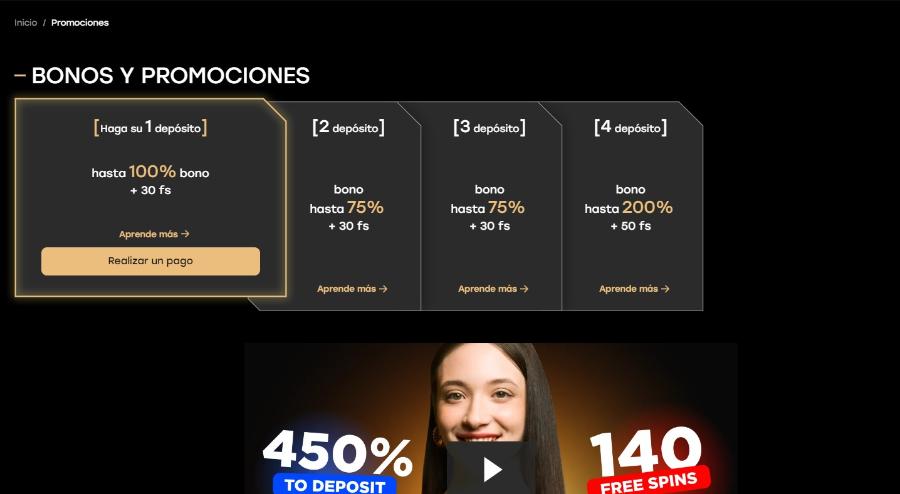 Inicio / Promociones
BONOS Y PROMOCIONES
[Haga su 1 depósito]
hasta 100% bono
+ 30 fs
Aprende más →
Realizar un pago
[2 depósito]
bono
hasta 75%
+ 30 fs
Aprende más →
[3 depósito]
bono
hasta 75%
+ 30 fs
Aprende más →
[4 depósito]
bono
hasta 200%
+ 50 fs
Aprende más →
450%
TO DEPOSIT
140
FREE SPINS